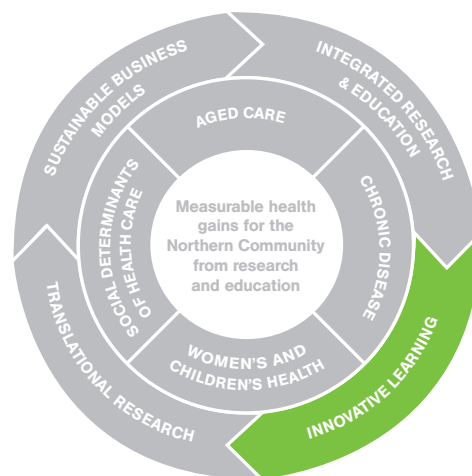 SUSTAINABLE BUSINESS
MODELS
INTEGRATED RESEARCH
& EDUCATION
AGED CARE
SOCIAL DETERMINANTS
OF HEALTH CARE
Measurable health
gains for the
Northern Community
from research
and education
CHRONIC DISEASE
WOMEN'S AND
CHILDREN'S HEALTH
TRANSLATIONAL RESEARCH
INNOVATIVE LEARNING